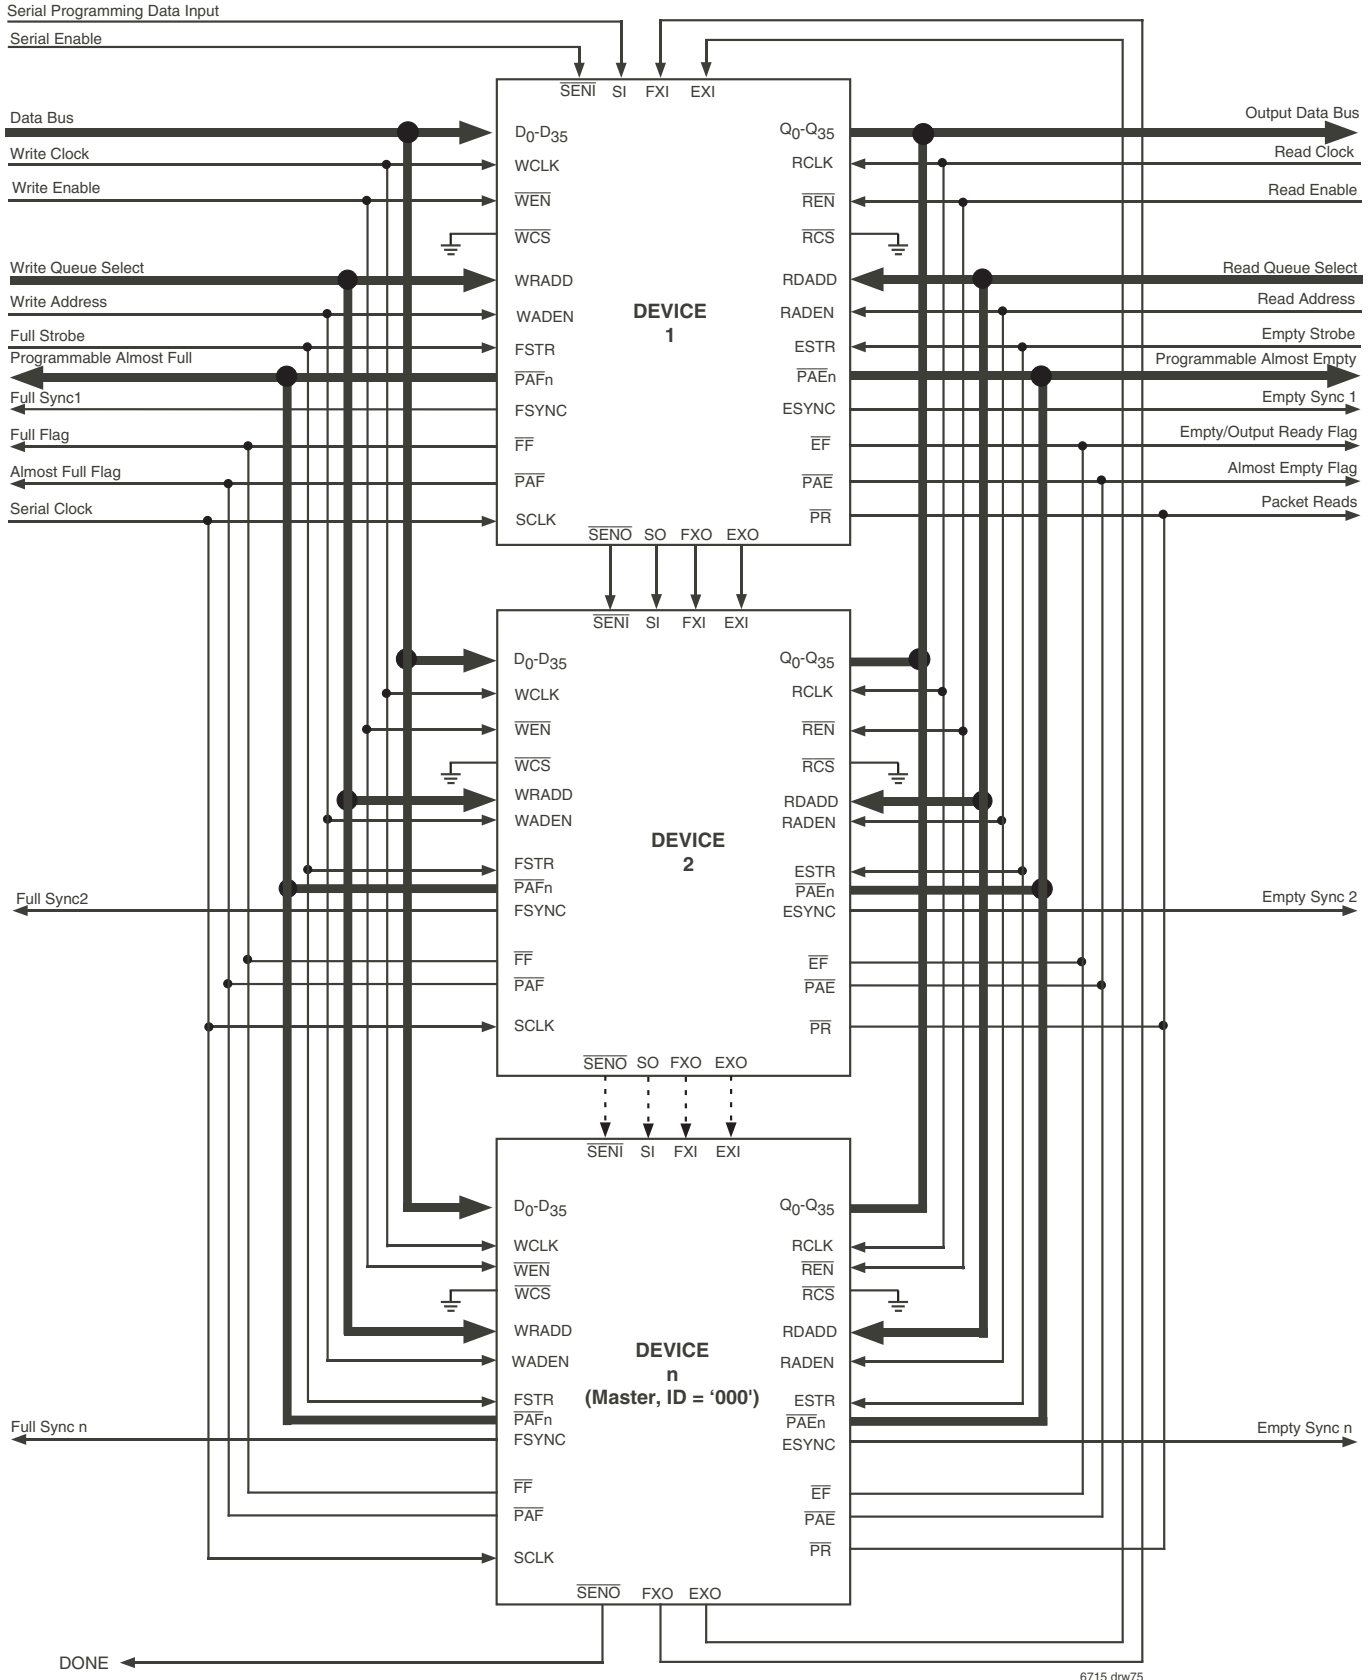 Serial Programming Data Input
Serial Enable
SENI SI FXI EXI
Data Bus
D0-D35
Q0-Q35
Output Data Bus
Write Clock
WCLK
RCLK
Read Clock
Write Enable
WEN
REN
Read Enable
WCS
RCS
Write Queue Select
WRADD
RDADD
Read Queue Select
Write Address
WADEN
RADEN
Read Address
DEVICE
1
Full Strobe
FSTR
ESTR
Empty Strobe
Programmable Almost Full
PAFn
PAEn
Programmable Almost Empty
Full Sync1
FSYNC
ESYNC
Empty Sync 1
Full Flag
FF
EF
Empty/Output Ready Flag
Almost Full Flag
PAF
PAE
Almost Empty Flag
Serial Clock
SCLK
PR
Packet Reads
SENO SO FXO EXO
SENI SI FXI EXI
D0-D35
Q0-Q35
WCLK
RCLK
WEN
REN
WCS
RCS
WRADD
RDADD
WADEN
RADEN
DEVICE
2
FSTR
ESTR
PAFn
PAEn
Full Sync2
FSYNC
ESYNC
Empty Sync 2
FF
EF
PAF
PAE
SCLK
PR
SENO SO FXO EXO
SENI SI FXI EXI
D0-D35
Q0-Q35
WCLK
RCLK
WEN
REN
WCS
RCS
WRADD
RDADD
WADEN
RADEN
DEVICE
n
(Master, ID = ‘000')
FSTR
ESTR
PAFn
PAEn
Full Sync n
FSYNC
ESYNC
Empty Sync n
FF
EF
PAF
PAE
SCLK
PR
SENO FXO EXO
DONE
6715 drw75